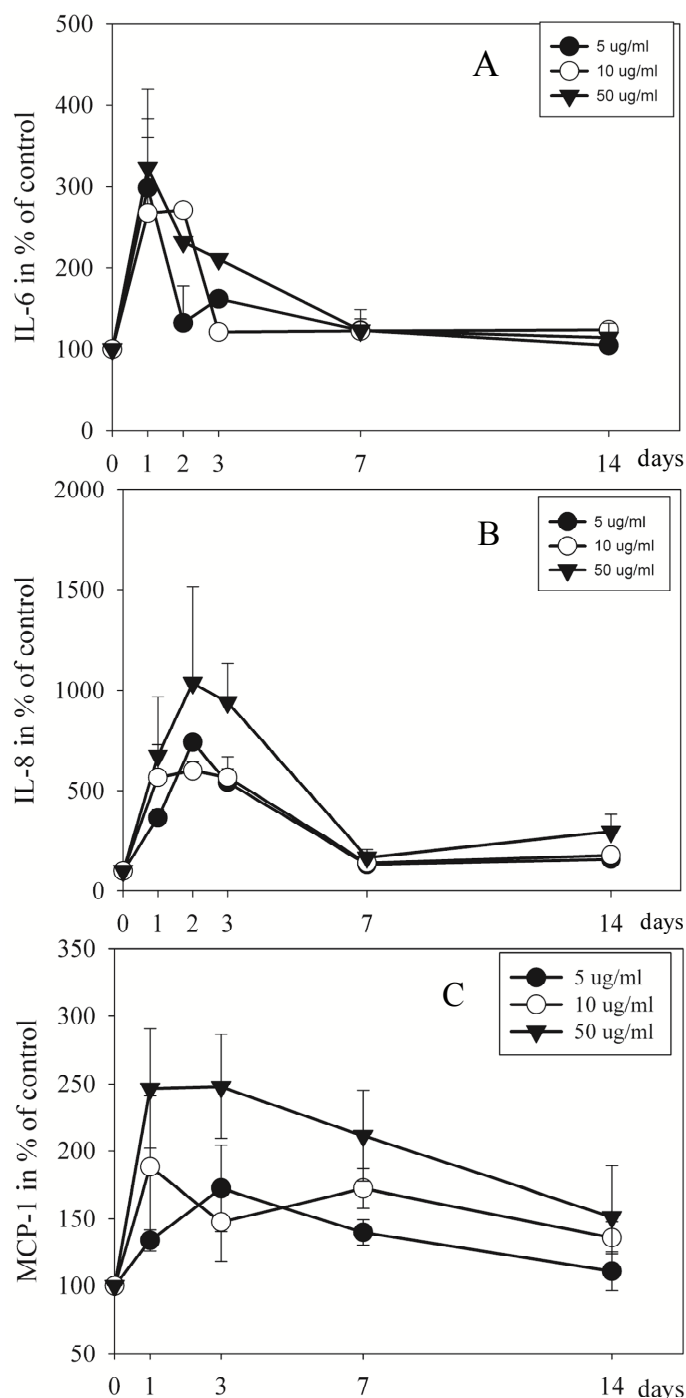 500
A
5 ug/ml
10 ug/ml
50 ug/ml
400
300
200
100
0
IL-6 in % of control
0 1 2 3 7 14 days
2000
B
5 ug/ml
10 ug/ml
50 ug/ml
1500
1000
500
0
IL-8 in % of control
0 1 2 3 7 14 days
350
C
5 ug/ml
10 ug/ml
50 ug/ml
300
250
200
150
100
50
MCP-1 in % of control
0 1 3 7 14 days